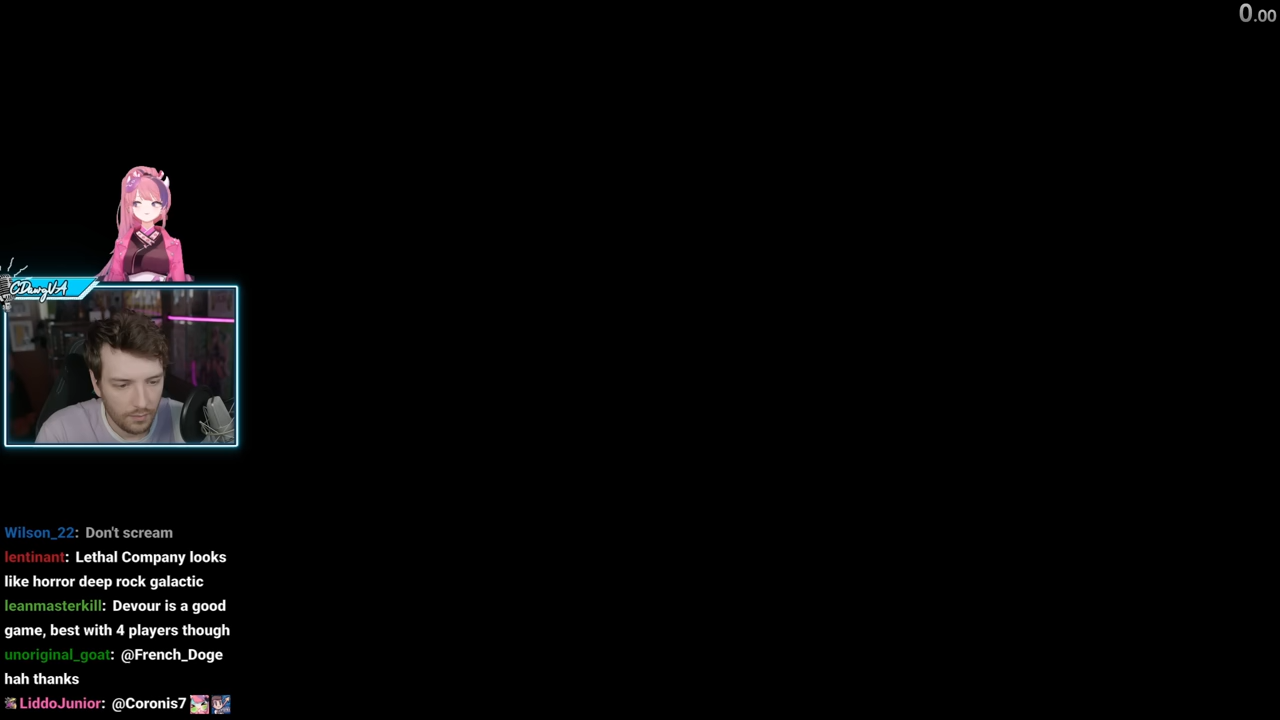 0.00
CDawgVA
Wilson_22: Don't scream
lentinant: Lethal Company looks
like horror deep rock galactic
leanmasterkill: Devour is a good
game, best with 4 players though
unoriginal_goat: @French_Doge
hah thanks
LiddoJunior: @Coronis7